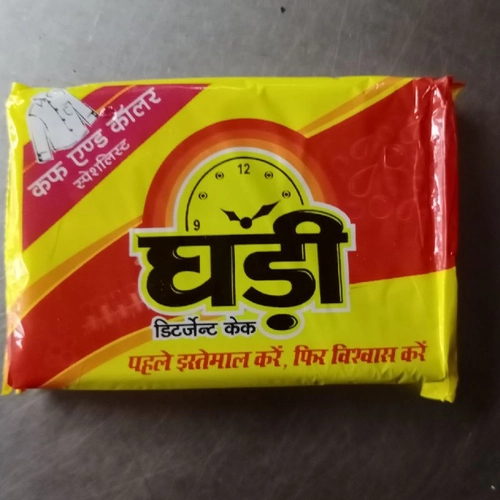 कफ एण्ड कॉलर
स्पेशलिस्ट
12
9
घड़ी
डिटर्जेन्ट केक
पहले इस्तेमाल करें, फिर विश्वास करें